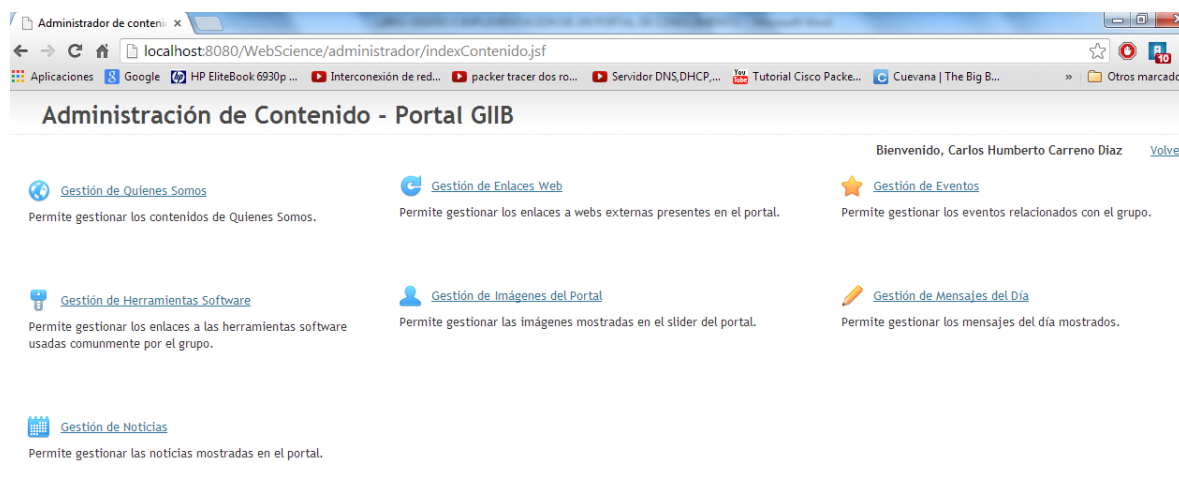 Administrador de conteni
localhost:8080/WebScience/administrador/indexContenido.jsf
10
Aplicaciones Google HP EliteBook 6930p ... Interconexión de red... packer tracer dos ro... Servidor DNS,DHCP,... You Tube Tutorial Cisco Packe... Cuevana | The Big B... » Otros marcado
Administración de Contenido - Portal GIIB
Bienvenido, Carlos Humberto Carreno Diaz Volve
Gestión de Quienes Somos
Permite gestionar los contenidos de Quienes Somos.
Gestión de Enlaces Web
Permite gestionar los enlaces a webs externas presentes en el portal.
Gestión de Eventos
Permite gestionar los eventos relacionados con el grupo.
Gestión de Herramientas Software
Permite gestionar los enlaces a las herramientas software
usadas comunmente por el grupo.
Gestión de Imágenes del Portal
Permite gestionar las imágenes mostradas en el slider del portal.
Gestión de Mensajes del Día
Permite gestionar los mensajes del día mostrados.
Gestión de Noticias
Permite gestionar las noticias mostradas en el portal.